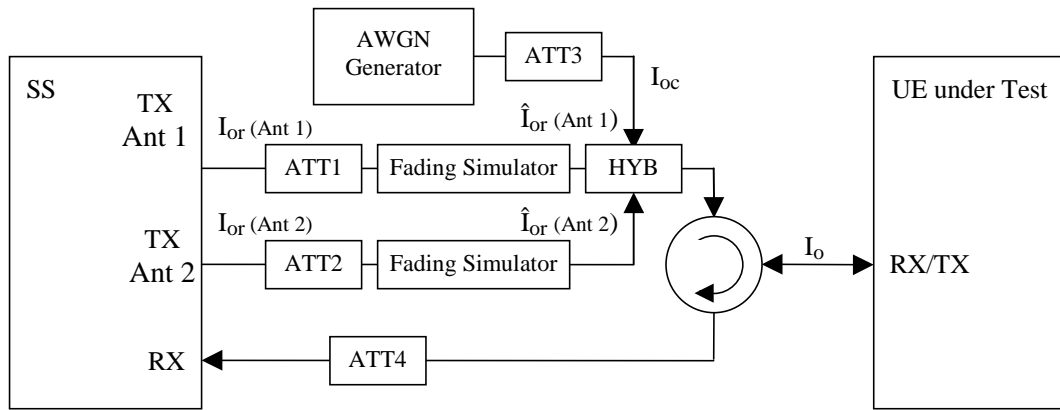 AWGN
Generator
ATT3
SS
TX
Ant 1
Ior (Ant 1)
Ioc
Îor (Ant 1)
UE under Test
ATT1
Fading Simulator
HYB
TX
Ant 2
Ior (Ant 2)
Îor (Ant 2)
ATT2
Fading Simulator
Io
RX/TX
RX
ATT4